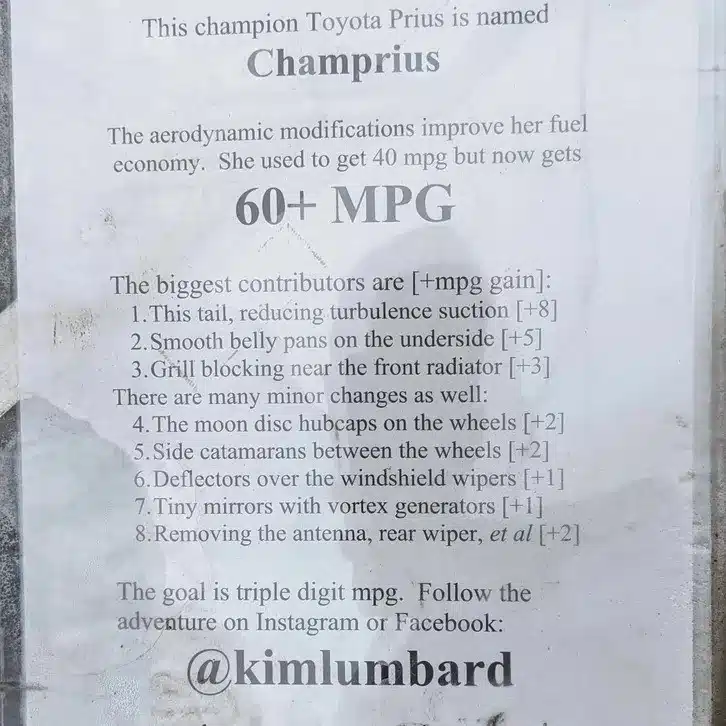 This champion Toyota Prius is named
Champrius
The aerodynamic modifications improve her fuel
economy. She used to get 40 mpg but now gets
60+ MPG
The biggest contributors are [+mpg gain]:
1.This tail, reducing turbulence suction [+8]
2.Smooth belly pans on the underside [+5]
3.Grill blocking near the front radiator [+3]
There are many minor changes as well:
4.The moon disc hubcaps on the wheels [+2]
5.Side catamarans between the wheels [+2]
6.Deflectors over the windshield wipers [+1]
7.Tiny mirrors with vortex generators [+1]
8.Removing the antenna, rear wiper, et al [+2]
The goal is triple digit mpg. Follow the
adventure on Instagram or Facebook:
@kimlumbard